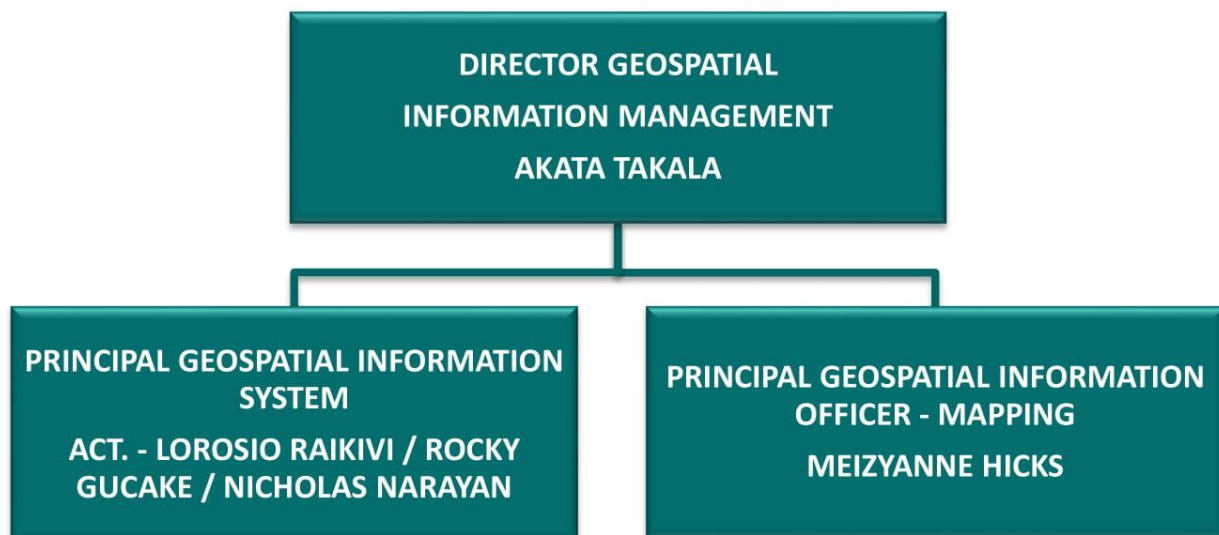 DIRECTOR GEOSPATIAL
INFORMATION MANAGEMENT
AKATA TAKALA
PRINCIPAL GEOSPATIAL INFORMATION
SYSTEM
ACT. - LOROSIO RAIKIVI / ROCKY
GUCAKE / NICHOLAS NARAYAN
PRINCIPAL GEOSPATIAL INFORMATION
OFFICER - MAPPING
MEIZYANNE HICKS